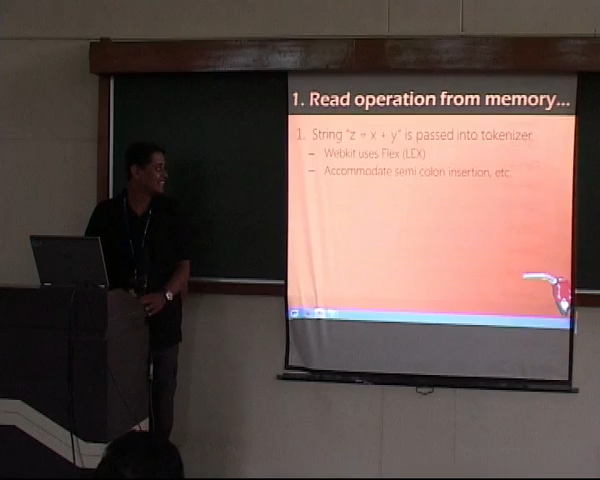 1. Read operation from memory...
1. String "z = x + y" is passed into tokenizer.
– Webkit uses Flex (LEX)
– Accommodate semi colon insertion, etc.